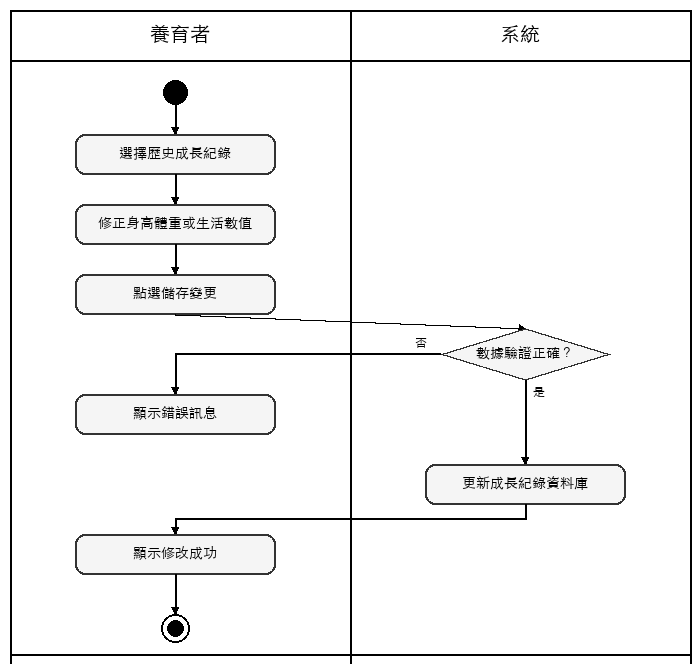 養育者
系統
選擇歷史成長紀錄
修正身高體重或生活數值
點選儲存變更
數據驗證正確？
否
是
顯示錯誤訊息
更新成長紀錄資料庫
顯示修改成功